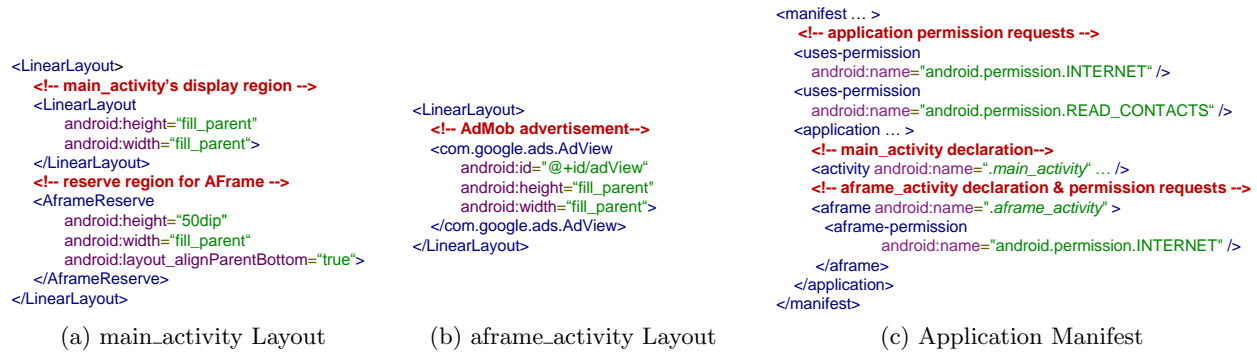 <LinearLayout>
<!-- main_activity's display region -->
<LinearLayout
android:height="fill_parent"
android:width="fill_parent">
</LinearLayout>
<!-- reserve region for AFrame -->
<AframeReserve
android:height="50dip"
android:width="fill_parent"
android:layout_alignParentBottom="true">
</AframeReserve>
</LinearLayout>
(a) main_activity Layout
<LinearLayout>
<!-- AdMob advertisement-->
<com.google.ads.AdView
android:id="@+id/adView"
android:height="fill_parent"
android:width="fill_parent">
</com.google.ads.AdView>
</LinearLayout>
(b) aframe_activity Layout
<manifest … >
<!-- application permission requests -->
<uses-permission
android:name="android.permission.INTERNET" />
<uses-permission
android:name="android.permission.READ_CONTACTS" />
<application … >
<!-- main_activity declaration-->
<activity android:name=".main_activity" … />
<!-- aframe_activity declaration & permission requests -->
<aframe android:name=".aframe_activity" >
<aframe-permission
android:name="android.permission.INTERNET" />
</aframe>
</application>
</manifest>
(c) Application Manifest